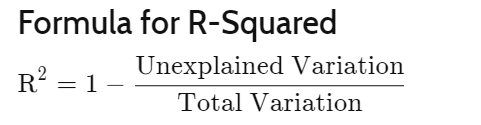 Formula for R-Squared
R² = 1 − Unexplained Variation / Total Variation